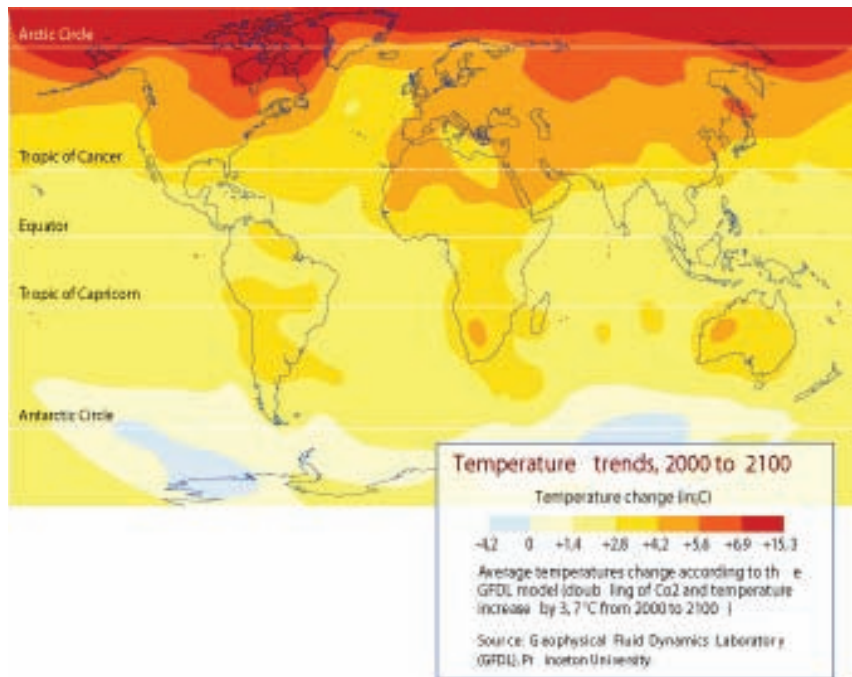 Arctic Circle
Tropic of Cancer
Equator
Tropic of Capricorn
Antarctic Circle
Temperature trends, 2000 to 2100
Temperature change (in¡C)
-4,2 0 +1,4 +2,8 +4,2 +5,6 +6,9 +15,3
Average temperatures change according to th e
GFDL model (doub ling of Co2 and temperature
increase by 3, 7°C from 2000 to 2100 )
Source: Geophysical Fluid Dynamics Laboratory
(GFDL), Pr inceton University